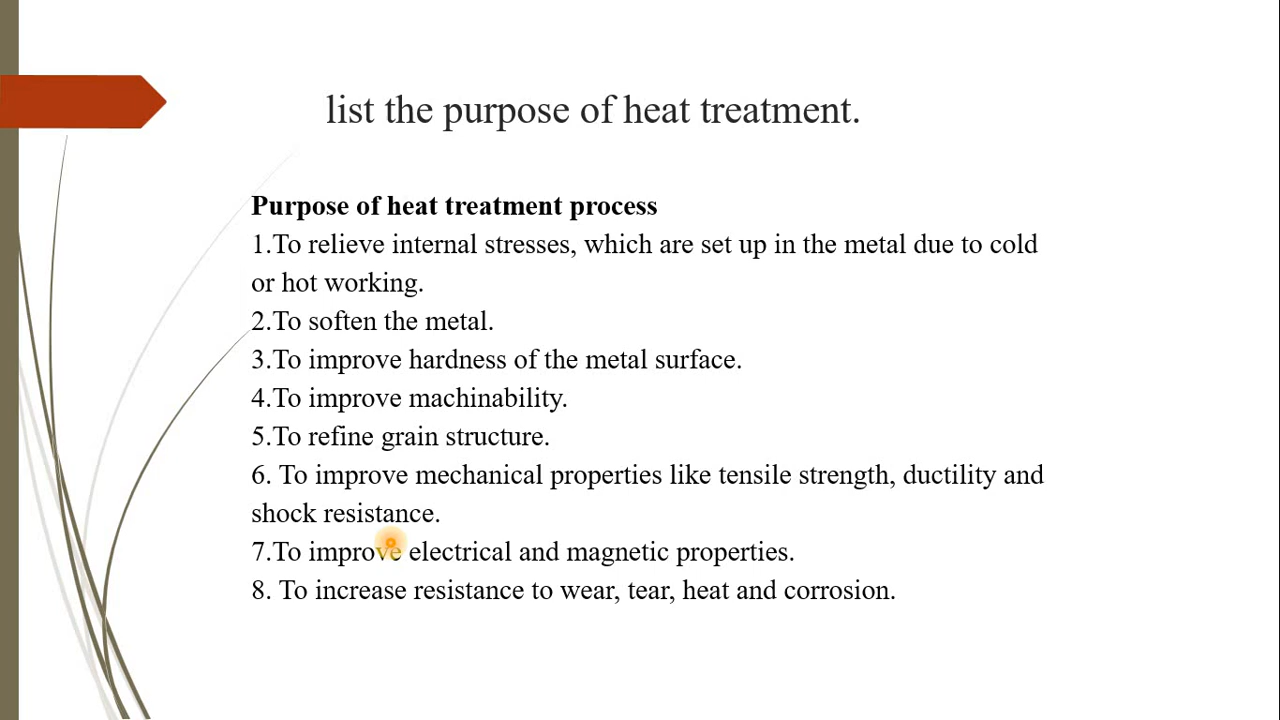 list the purpose of heat treatment.
Purpose of heat treatment process
1.To relieve internal stresses, which are set up in the metal due to cold
or hot working.
2.To soften the metal.
3.To improve hardness of the metal surface.
4.To improve machinability.
5.To refine grain structure.
6. To improve mechanical properties like tensile strength, ductility and
shock resistance.
7.To improve electrical and magnetic properties.
8. To increase resistance to wear, tear, heat and corrosion.